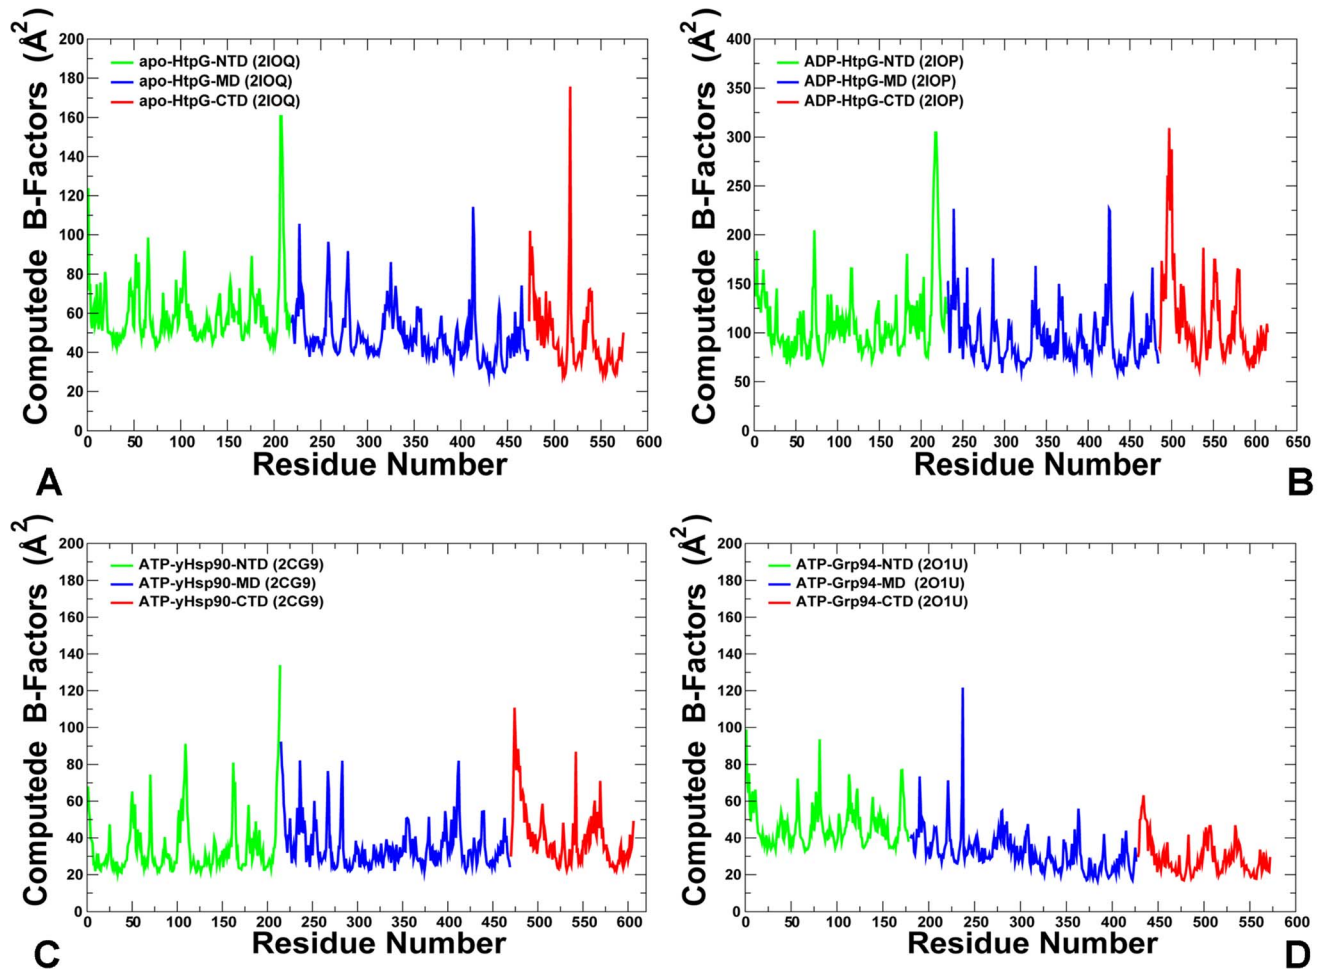 Computede B-Factors (Å2)
200
180
160
140
120
100
80
60
40
20
0
apo-HtpG-NTD (2IOQ)
apo-HtpG-MD (2IOQ)
apo-HtpG-CTD (2IOQ)
0 50 100 150 200 250 300 350 400 450 500 550 600
Residue Number
A
Computede B-Factors (Å2)
400
350
300
250
200
150
100
50
0
ADP-HtpG-NTD (2IOP)
ADP-HtpG-MD (2IOP)
ADP-HtpG-CTD (2IOP)
0 50 100 150 200 250 300 350 400 450 500 550 600 650
Residue Number
B
Computede B-Factors (Å2)
200
180
160
140
120
100
80
60
40
20
0
ATP-yHsp90-NTD (2CG9)
ATP-yHsp90-MD (2CG9)
ATP-yHsp90-CTD (2CG9)
0 50 100 150 200 250 300 350 400 450 500 550 600
Residue Number
C
Computede B-Factors (Å2)
200
180
160
140
120
100
80
60
40
20
0
ATP-Grp94-NTD (2O1U)
ATP-Grp94-MD (2O1U)
ATP-Grp94-CTD (2O1U)
0 50 100 150 200 250 300 350 400 450 500 550 600
Residue Number
D